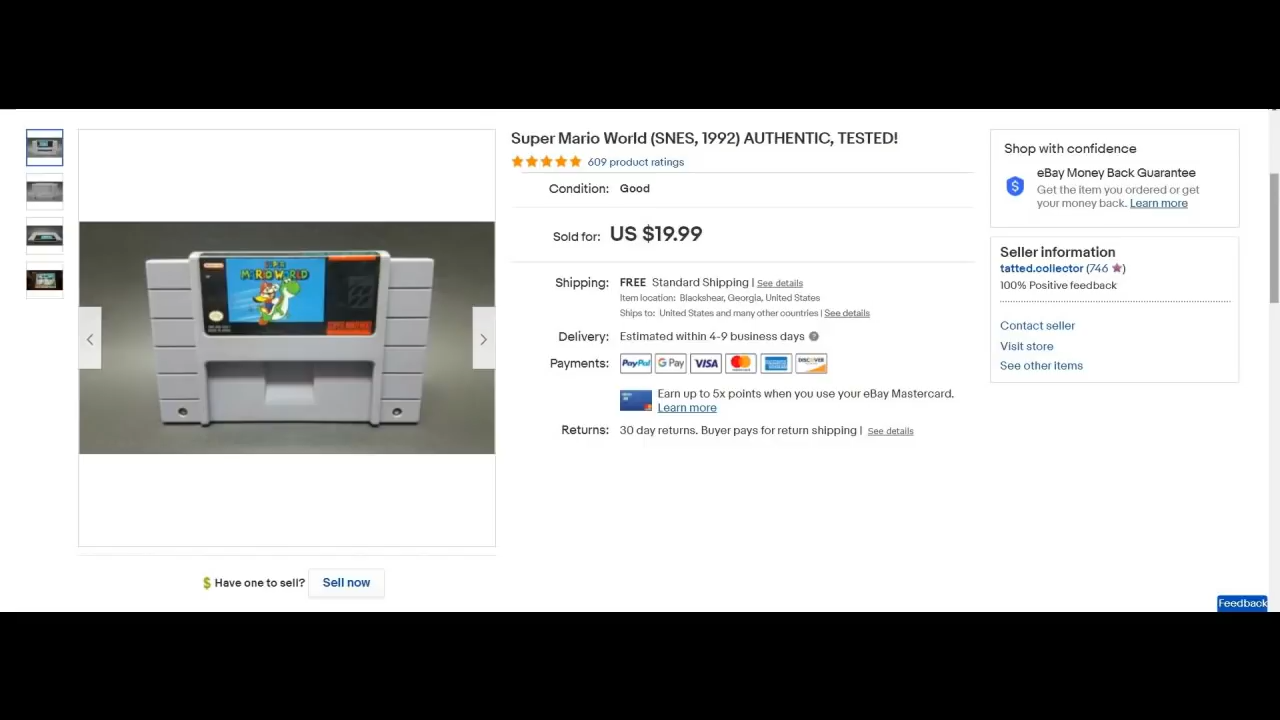 Super Mario World (SNES, 1992) AUTHENTIC, TESTED!
609 product ratings
Condition: Good
Sold for: US $19.99
Shipping: FREE Standard Shipping | See details
Item location: Blackshear, Georgia, United States
Ships to: United States and many other countries | See details
Delivery: Estimated within 4-9 business days
Payments: PayPal G Pay VISA DISCOVER
Earn up to 5x points when you use your eBay Mastercard.
Learn more
Returns: 30 day returns. Buyer pays for return shipping | See details
Shop with confidence
eBay Money Back Guarantee
Get the item you ordered or get
your money back. Learn more
Seller information
tatted.collector (746)
100% Positive feedback
Contact seller
Visit store
See other items
SUPER
MARIO WORLD
SUPER NINTENDO
Have one to sell? Sell now
Feedback